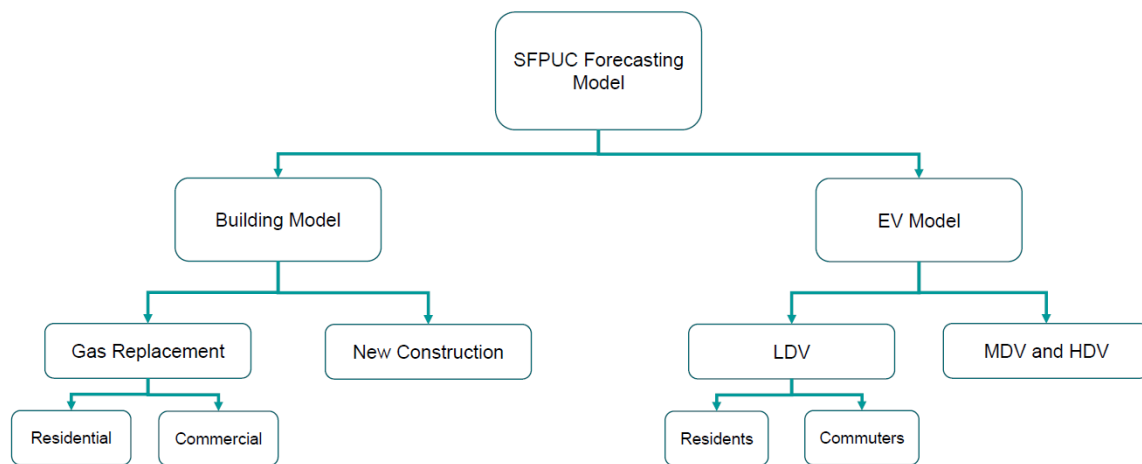 SFPUC Forecasting
Model
Building Model
EV Model
Gas Replacement
New Construction
LDV
MDV and HDV
Residential
Commercial
Residents
Commuters